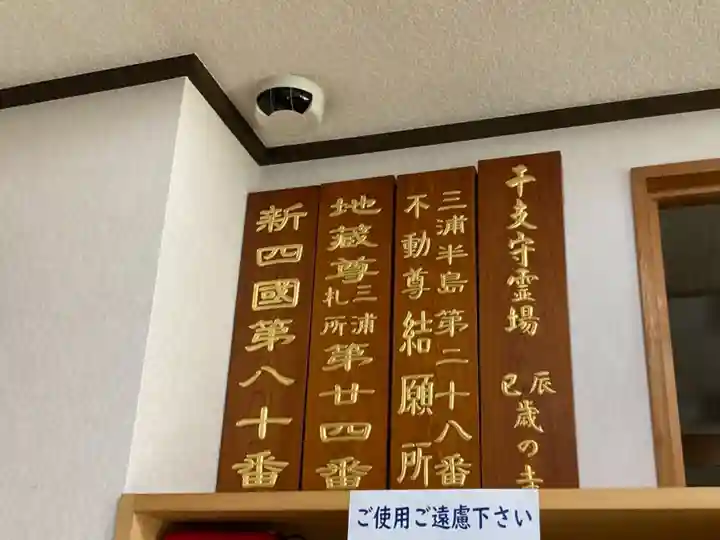 干支守霊場
辰
巳
歳の寺
三浦半島第二十八番
不動尊
結願所
地蔵尊
三浦
札所
第廿四番
新四國第八十番
ご使用ご遠慮下さい